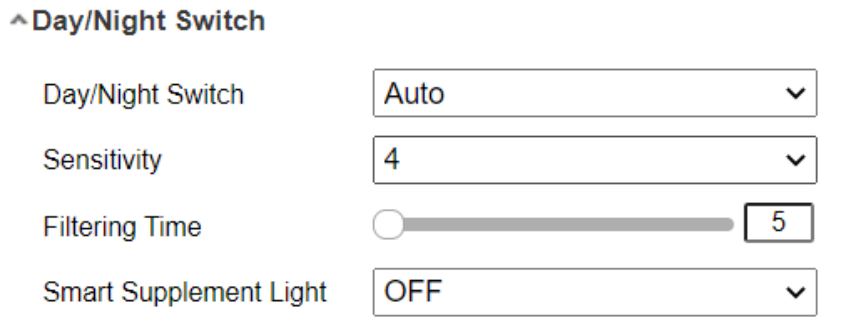 Day/Night Switch
Day/Night Switch Auto
Sensitivity 4
Filtering Time 5
Smart Supplement Light OFF